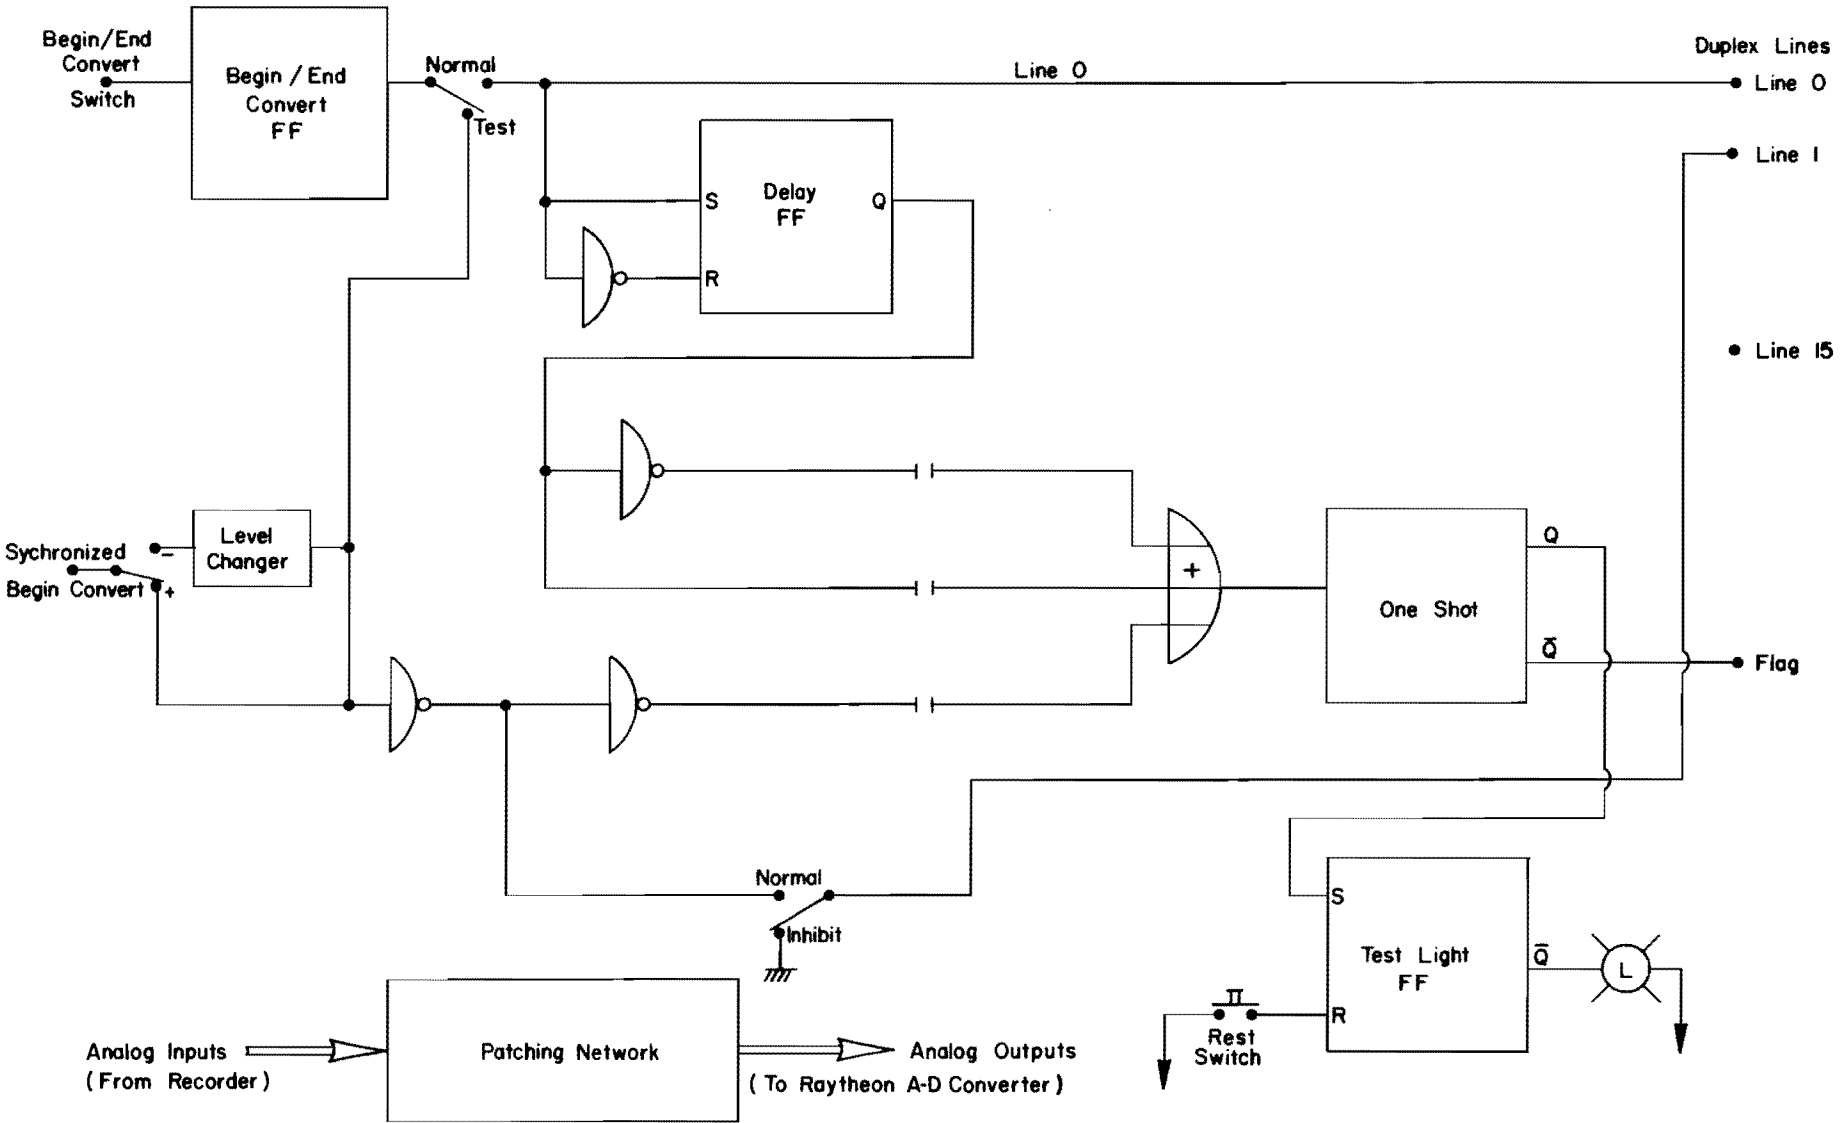 Begin/End
Convert
Switch
Begin / End
Convert
FF
Normal
Test
Line 0
Duplex Lines
Line 0
Line 1
Line 15
S
Delay
FF
Q
R
Sychronized
Begin Convert
-
+
Level
Changer
+
One Shot
Q
Q̅
Flag
Normal
Inhibit
S
Test Light
FF
Q̅
L
R
Rest
Switch
Analog Inputs
(From Recorder)
Patching Network
Analog Outputs
(To Raytheon A-D Converter)